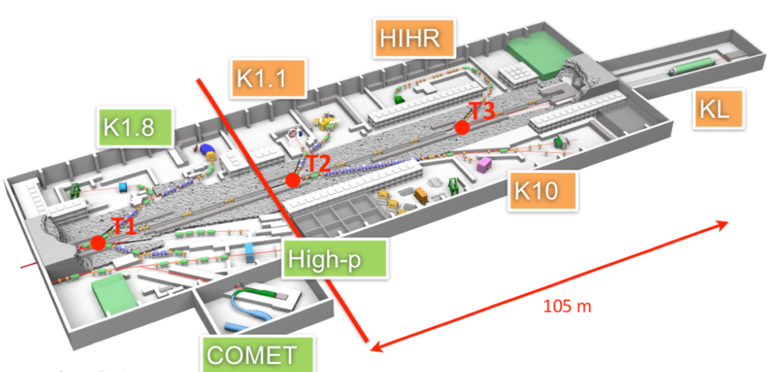 HIHR
K1.1
K1.8
KL
T3
T2
K10
T1
High-p
105 m
COMET